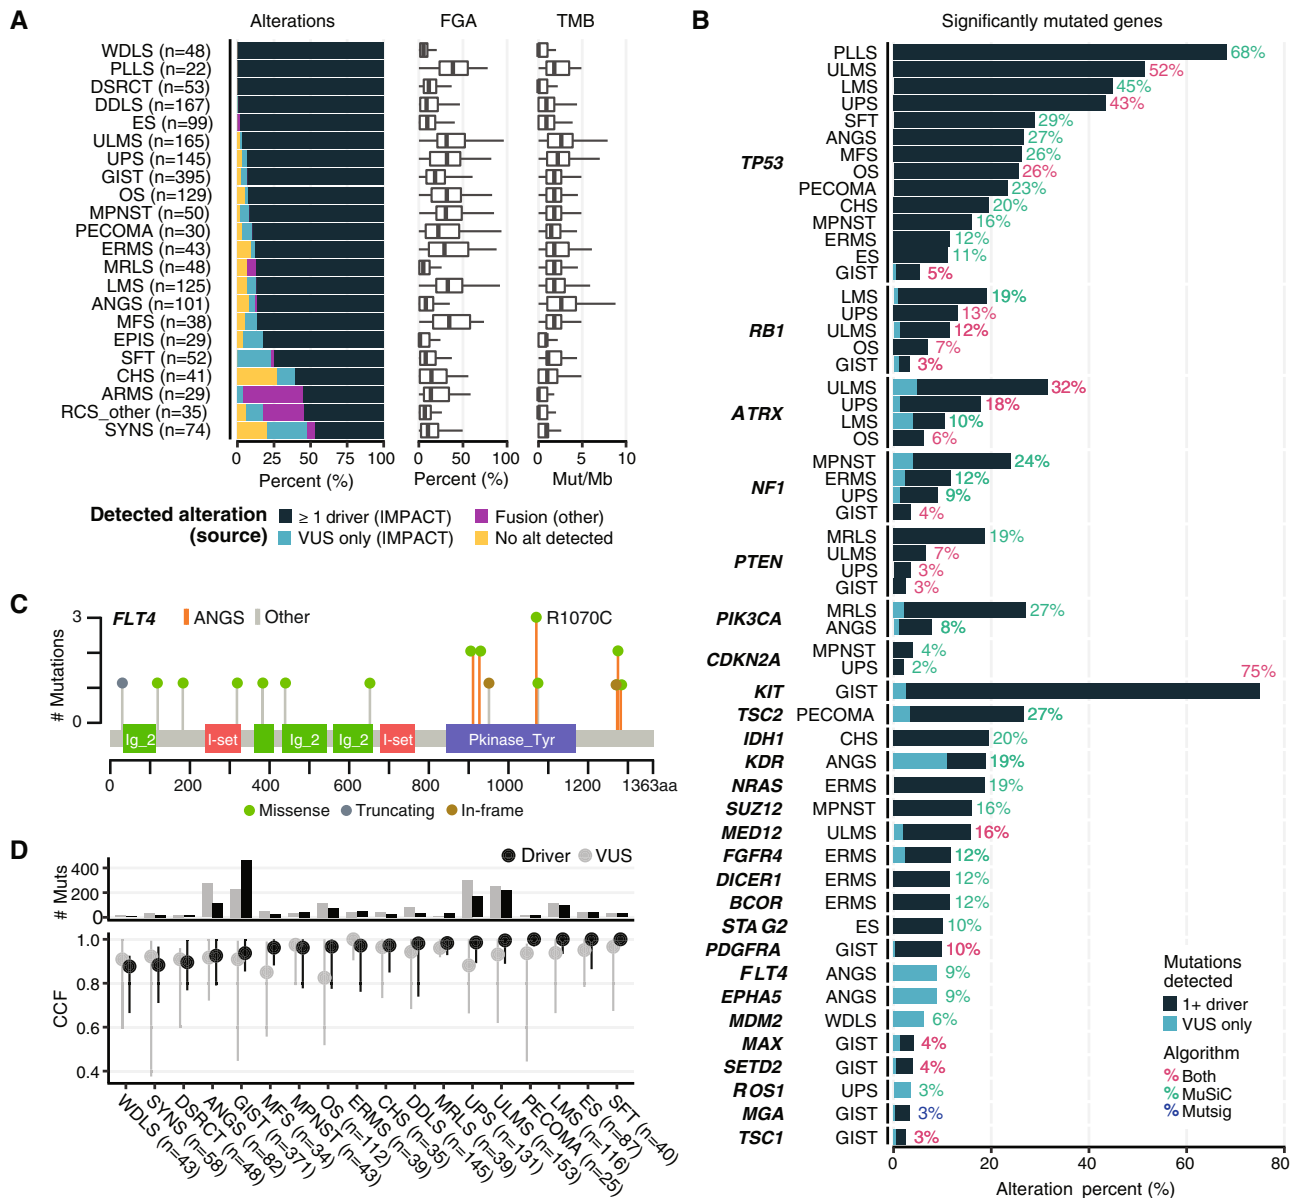 A
Alterations
FGA
TMB
WDLS (n=48)
PLLS (n=22)
DSRCT (n=53)
DDLS (n=167)
ES (n=99)
ULMS (n=165)
UPS (n=145)
GIST (n=395)
OS (n=129)
MPNST (n=50)
PECOMA (n=30)
ERMS (n=43)
MRLS (n=48)
LMS (n=125)
ANGS (n=101)
MFS (n=38)
EPIS (n=29)
SFT (n=52)
CHS (n=41)
ARMS (n=29)
RCS_other (n=35)
SYNS (n=74)
0 25 50 75 100
Percent (%)
0 50 100
Percent (%)
0 5 10
Mut/Mb
Detected alteration
(source)
≥ 1 driver (IMPACT)
VUS only (IMPACT)
Fusion (other)
No alt detected
B
Significantly mutated genes
TP53
PLLS 68%
ULMS 52%
LMS 45%
UPS 43%
SFT 29%
ANGS 27%
MFS 26%
OS 26%
PECOMA 23%
CHS 20%
MPNST 16%
ERMS 12%
ES 11%
GIST 5%
RB1
LMS 19%
UPS 13%
ULMS 12%
OS 7%
GIST 3%
ATRX
ULMS 32%
UPS 18%
LMS 10%
OS 6%
NF1
MPNST 24%
ERMS 12%
UPS 9%
GIST 4%
PTEN
MRLS 19%
ULMS 7%
UPS 3%
GIST 3%
PIK3CA
MRLS 27%
ANGS 8%
CDKN2A
MPNST 4%
UPS 2%
KIT GIST 75%
TSC2 PECOMA 27%
IDH1 CHS 20%
KDR ANGS 19%
NRAS ERMS 19%
SUZ12 MPNST 16%
MED12 ULMS 16%
FGFR4 ERMS 12%
DICER1 ERMS 12%
BCOR ERMS 12%
STAG2 ES 10%
PDGFRA GIST 10%
FLT4 ANGS 9%
EPHA5 ANGS 9%
MDM2 WDLS 6%
MAX GIST 4%
SETD2 GIST 4%
ROS1 UPS 3%
MGA GIST 3%
TSC1 GIST 3%
0 20 40 60 80
Alteration percent (%)
Mutations
detected
1+ driver
VUS only
Algorithm
% Both
% MuSiC
% Mutsig
C
FLT4
ANGS
Other
R1070C
# Mutations
3
0
Ig_2
I-set
Ig_2
Ig_2
I-set
Pkinase_Tyr
0 200 400 600 800 1000 1200 1363aa
Missense
Truncating
In-frame
D
Driver
VUS
# Muts
400
200
0
CCF
1.0
0.8
0.6
0.4
WDLS (n=43)
SYNS (n=58)
DSRCT (n=48)
ANGS (n=82)
GIST (n=371)
MFS (n=34)
MPNST (n=43)
OS (n=112)
ERMS (n=39)
CHS (n=35)
DDLS (n=145)
MRLS (n=39)
UPS (n=131)
ULMS (n=153)
PECOMA (n=25)
LMS (n=116)
ES (n=87)
SFT (n=40)